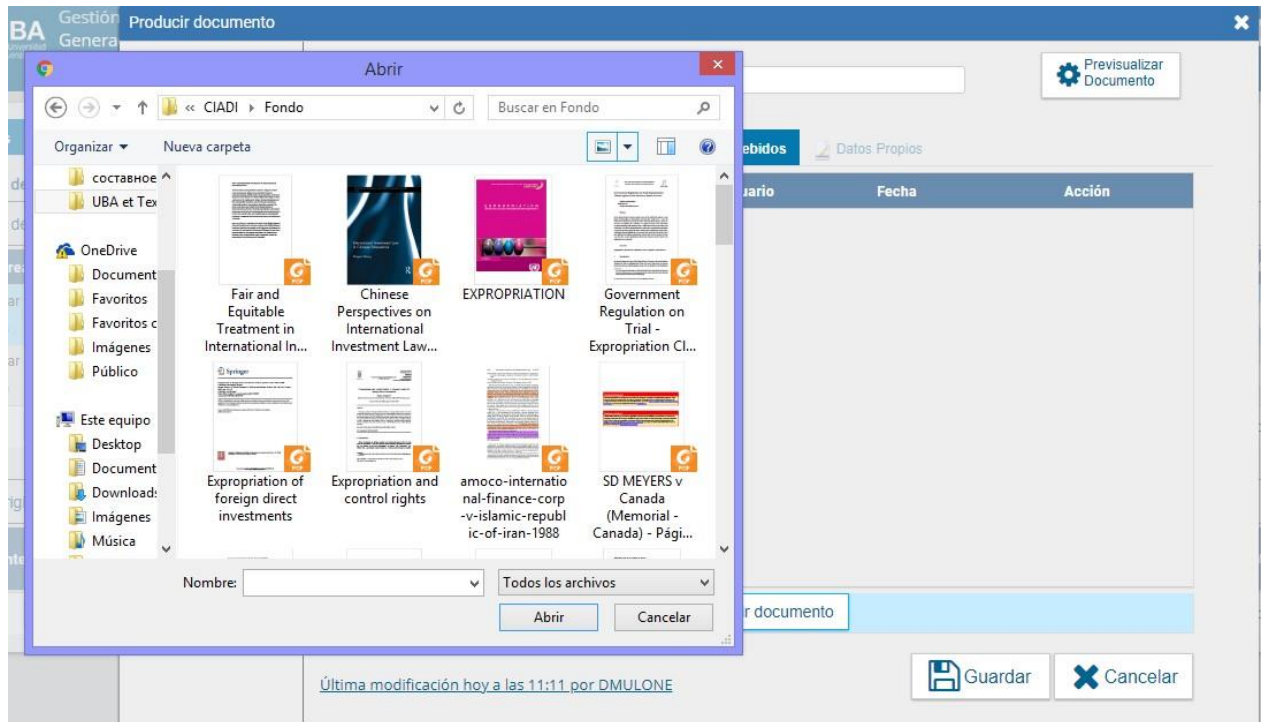 BA
Gestión
Genera
Producir documento
Previsualizar
Documento
Abrir
« CIADI Fondo
Buscar en Fondo
Organizar
Nueva carpeta
ebidos
Datos Propios
uario
Fecha
Acción
составное
UBA et Tex
OneDrive
Document
Favoritos
Favoritos c
Imágenes
Público
Este equipo
Desktop
Document
Download
Imágenes
Música
Fair and
Equitable
Treatment in
International In...
Chinese
Perspectives on
International
Investment Law...
EXPROPRIATION
Government
Regulation on
Trial -
Expropriation Cl...
Springer
Expropriation of
foreign direct
investments
Expropriation and
control rights
amoco-internatio
nal-finance-corp
-v-islamic-republ
ic-of-iran-1988
SD MEYERS v
Canada
(Memorial -
Canada) - Pági...
Nombre:
Todos los archivos
Abrir
Cancelar
r documento
Última modificación hoy a las 11:11 por DMULONE
Guardar
Cancelar